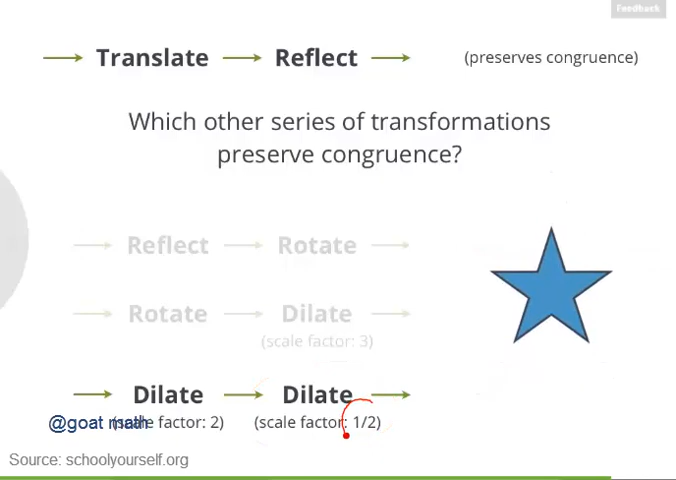 Feedback
Translate Reflect (preserves congruence)
Which other series of transformations
preserve congruence?
Reflect Rotate
Rotate Dilate
(scale factor: 3)
Dilate Dilate
@goat math (scale factor: 2) (scale factor: 1/2)
Source: schoolyourself.org